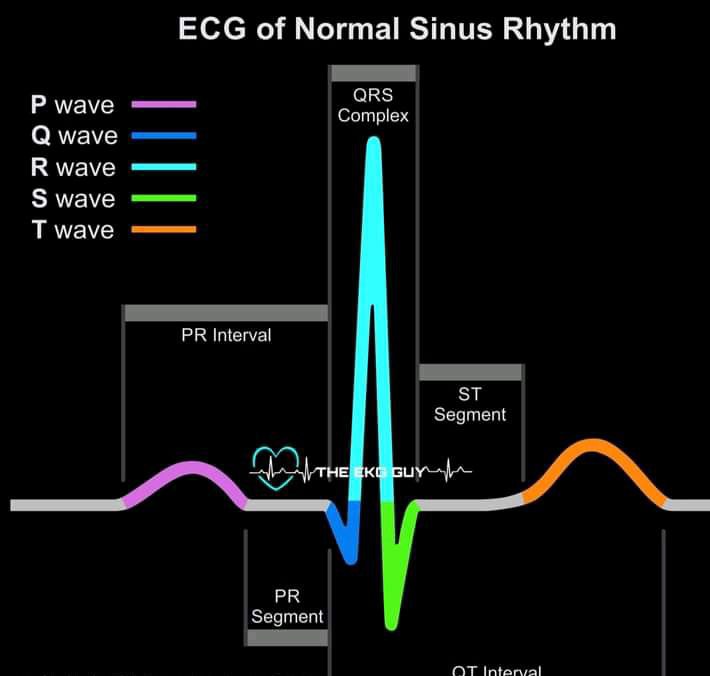 ECG of Normal Sinus Rhythm
P wave
Q wave
R wave
S wave
T wave
QRS
Complex
PR Interval
ST
Segment
THE EKG GUY
PR
Segment
QT Interval